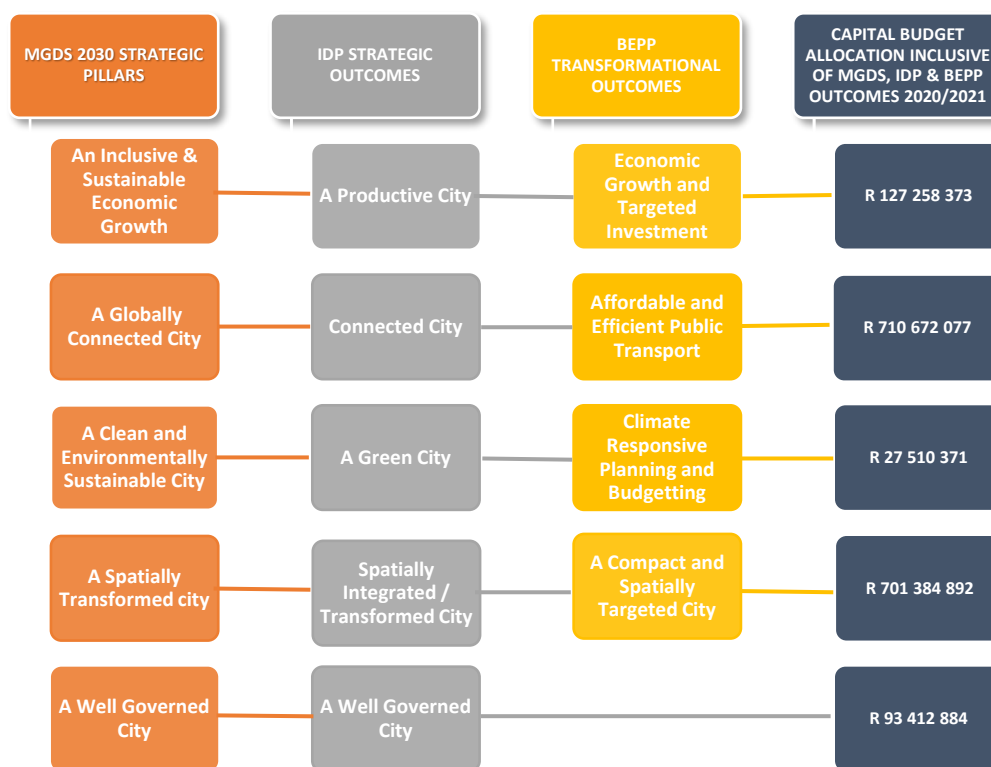 MGDS 2030 STRATEGIC
PILLARS
IDP STRATEGIC
OUTCOMES
BEPP
TRANSFORMATIONAL
OUTCOMES
CAPITAL BUDGET
ALLOCATION INCLUSIVE
OF MGDS, IDP & BEPP
OUTCOMES 2020/2021
An Inclusive &
Sustainable
Economic
Growth
A Productive City
Economic
Growth and
Targeted
Investment
R 127 258 373
A Globally
Connected City
Connected City
Affordable and
Efficient Public
Transport
R 710 672 077
A Clean and
Environmentally
Sustainable City
A Green City
Climate
Responsive
Planning and
Budgetting
R 27 510 371
A Spatially
Transformed city
Spatially
Integrated /
Transformed City
A Compact and
Spatially
Targeted City
R 701 384 892
A Well Governed
City
A Well Governed
City
R 93 412 884